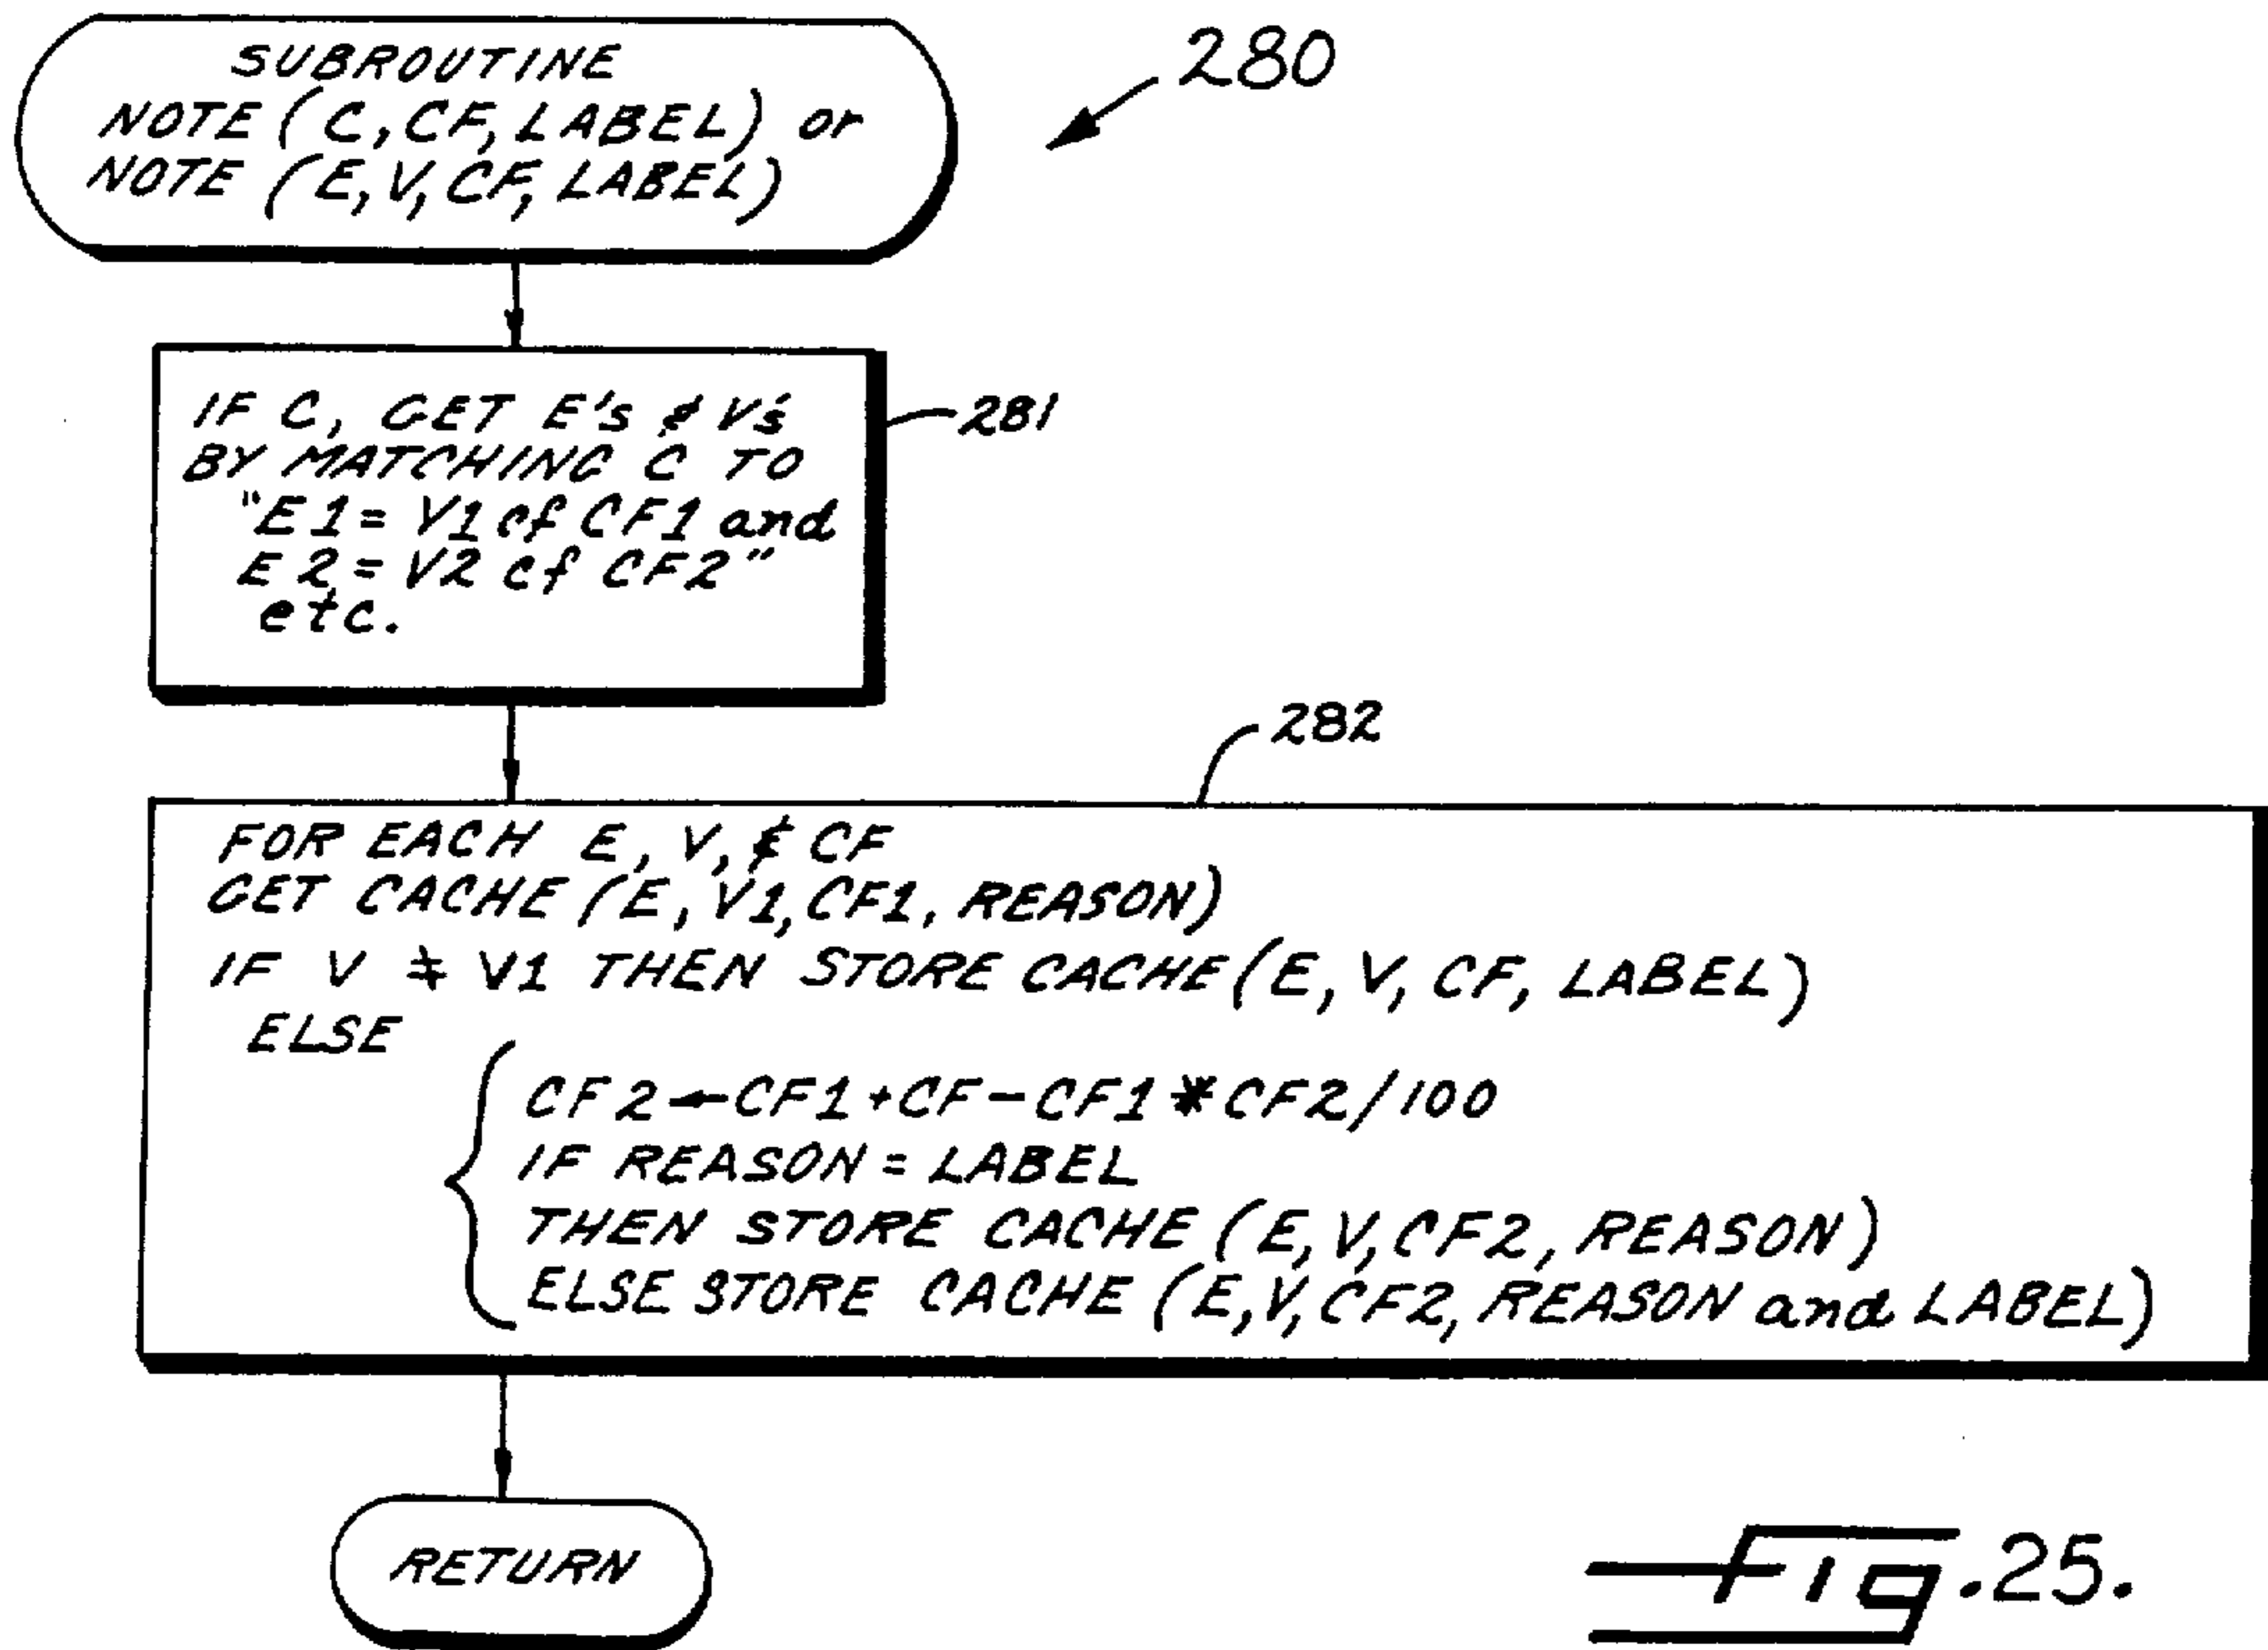 SUBROUTINE
NOTE (C, CF, LABEL) or
NOTE (E, V, CF, LABEL)
280
IF C, GET E's & V's
BY MATCHING C TO
"E1 = V1 cf CF1 and
E2 = V2 cf CF2"
etc.
281
282
FOR EACH E, V, & CF
GET CACHE (E, V1, CF1, REASON)
IF V ≠ V1 THEN STORE CACHE (E, V, CF, LABEL)
ELSE
CF2←CF1+CF-CF1*CF2/100
IF REASON = LABEL
THEN STORE CACHE (E, V, CF2, REASON)
ELSE STORE CACHE (E, V, CF2, REASON and LABEL)
RETURN
Fig.25.